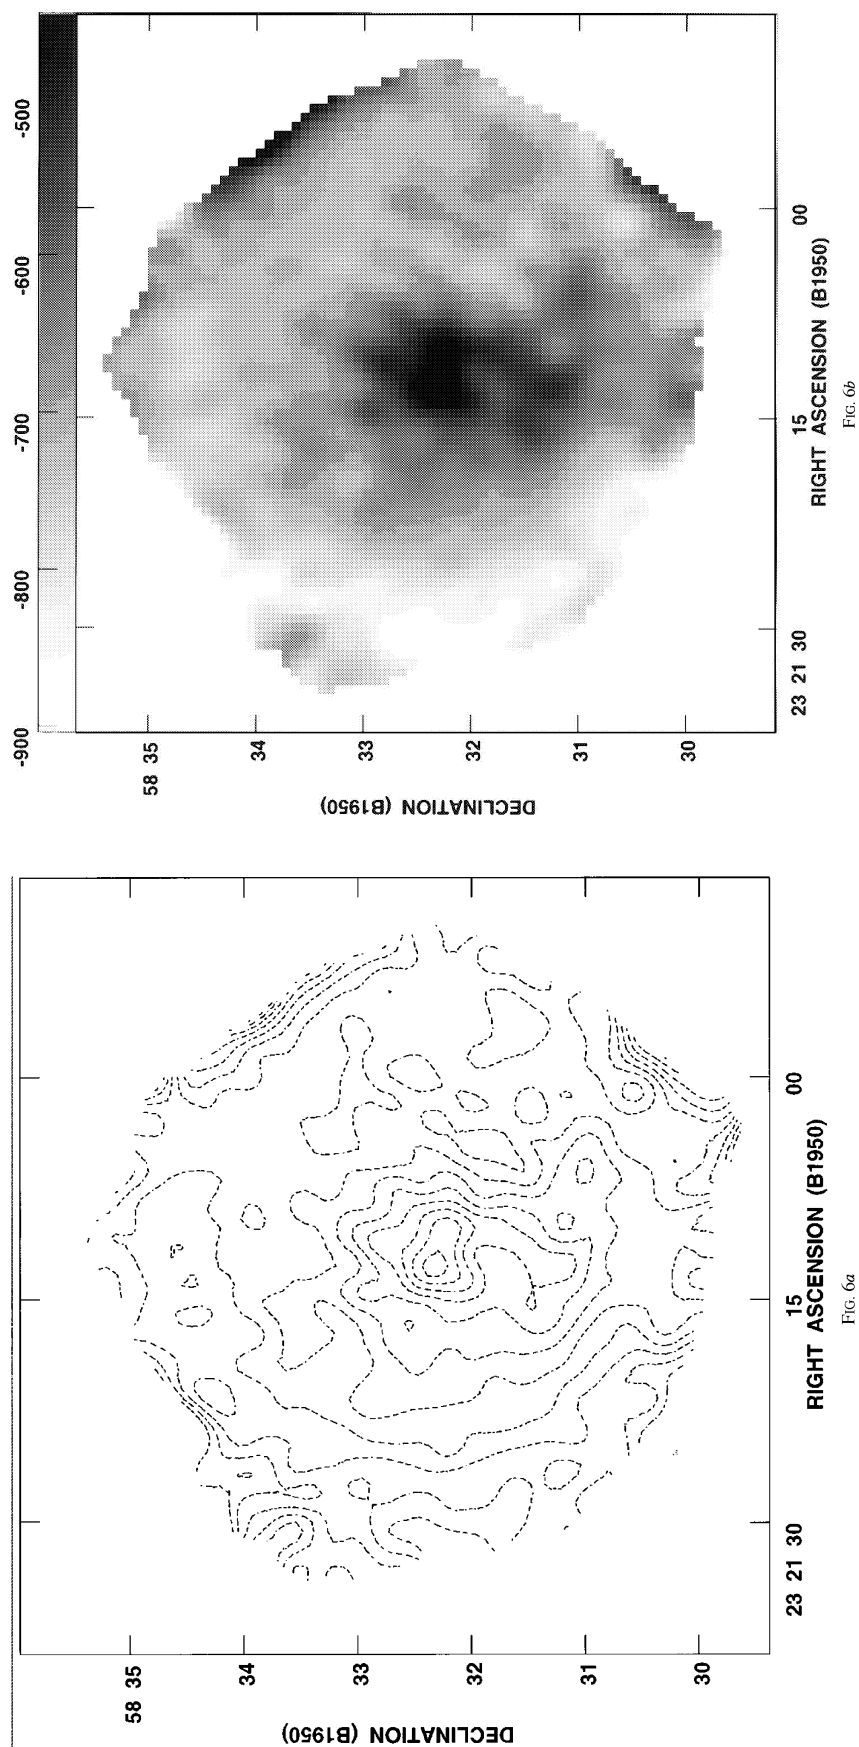 -900 -800 -700 -600 -500
58 35
34
33
32
31
30
DECLINATION (B1950)
23 21 30
15
00
RIGHT ASCENSION (B1950)
FIG. 6b
58 35
34
33
32
31
30
DECLINATION (B1950)
23 21 30
15
00
RIGHT ASCENSION (B1950)
FIG. 6a